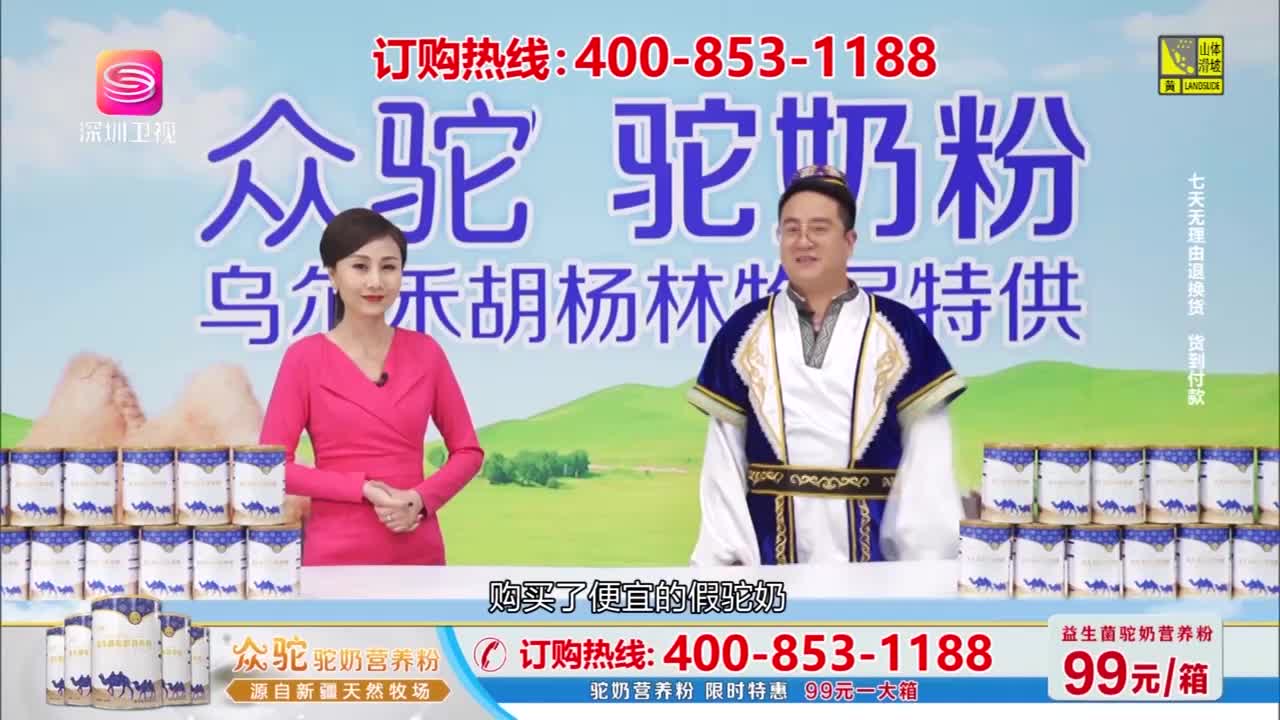 订购热线：400-853-1188
深圳卫视
山体滑坡
黄 LANDSLIDE
众驼 驼奶粉
乌尔禾胡杨林牧
特供
七天无理由退换货 货到付款
购买了便宜的假驼奶
众驼 驼奶营养粉
源自新疆天然牧场
订购热线: 400-853-1188
驼奶营养粉 限时特惠 99元一大箱
益生菌驼奶营养粉
99元/箱